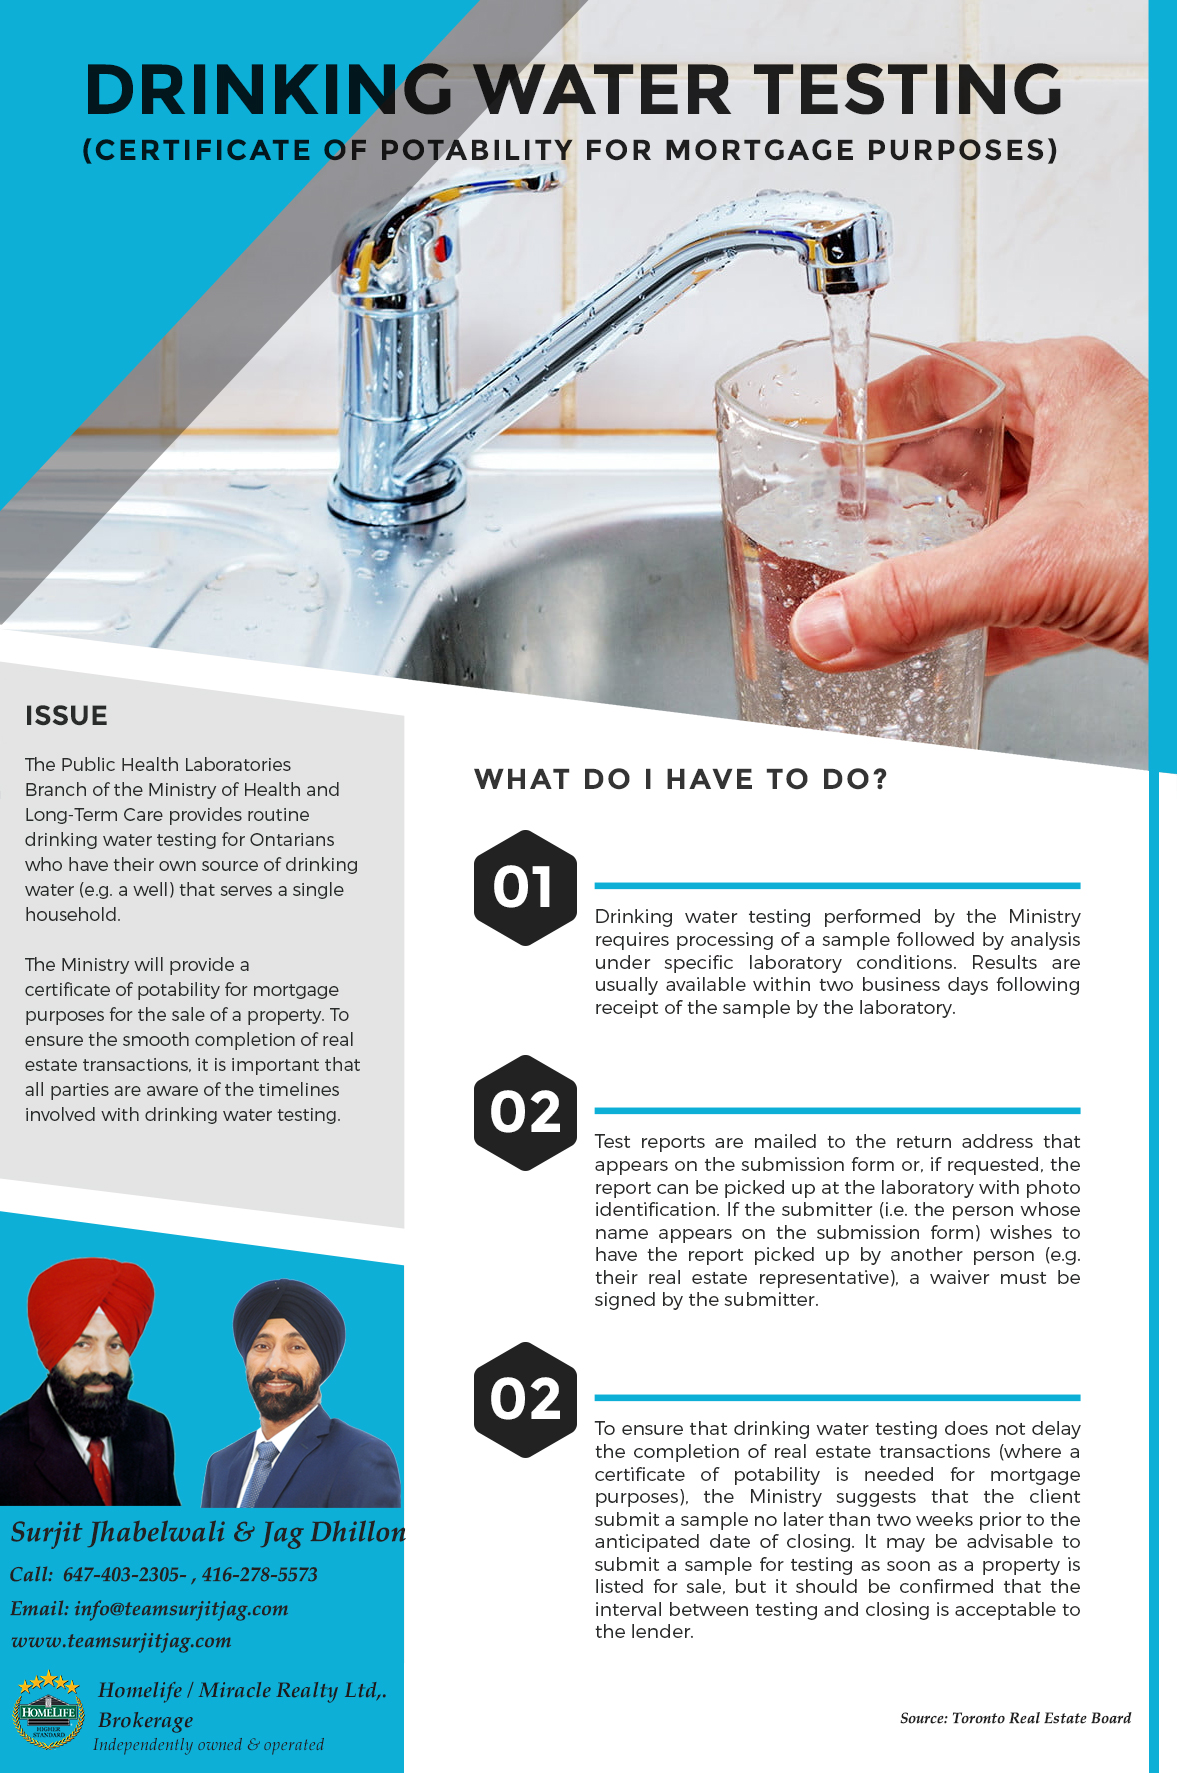 DRINKING WATER TESTING
(CERTIFICATE OF POTABILITY FOR MORTGAGE PURPOSES)
ISSUE
The Public Health Laboratories
Branch of the Ministry of Health and
Long-Term Care provides routine
drinking water testing for Ontarians
who have their own source of drinking
water (e.g. a well) that serves a single
household.
The Ministry will provide a
certificate of potability for mortgage
purposes for the sale of a property. To
ensure the smooth completion of real
estate transactions, it is important that
all parties are aware of the timelines
involved with drinking water testing.
WHAT DO I HAVE TO DO?
01
Drinking water testing performed by the Ministry
requires processing of a sample followed by analysis
under specific laboratory conditions. Results are
usually available within two business days following
receipt of the sample by the laboratory.
02
Test reports are mailed to the return address that
appears on the submission form or, if requested, the
report can be picked up at the laboratory with photo
identification. If the submitter (i.e. the person whose
name appears on the submission form) wishes to
have the report picked up by another person (e.g.
their real estate representative), a waiver must be
signed by the submitter.
02
To ensure that drinking water testing does not delay
the completion of real estate transactions (where a
certificate of potability is needed for mortgage
purposes), the Ministry suggests that the client
submit a sample no later than two weeks prior to the
anticipated date of closing. It may be advisable to
submit a sample for testing as soon as a property is
listed for sale, but it should be confirmed that the
interval between testing and closing is acceptable to
the lender.
Surjit Jhabelwali & Jag Dhillon
Call:  647-403-2305- , 416-278-5573
Email: info@teamsurjitjag.com
www.teamsurjitjag.com
HOMELIFE
HIGHER
STANDARD
Homelife / Miracle Realty Ltd,.
Brokerage
Independently owned & operated
Source: Toronto Real Estate Board